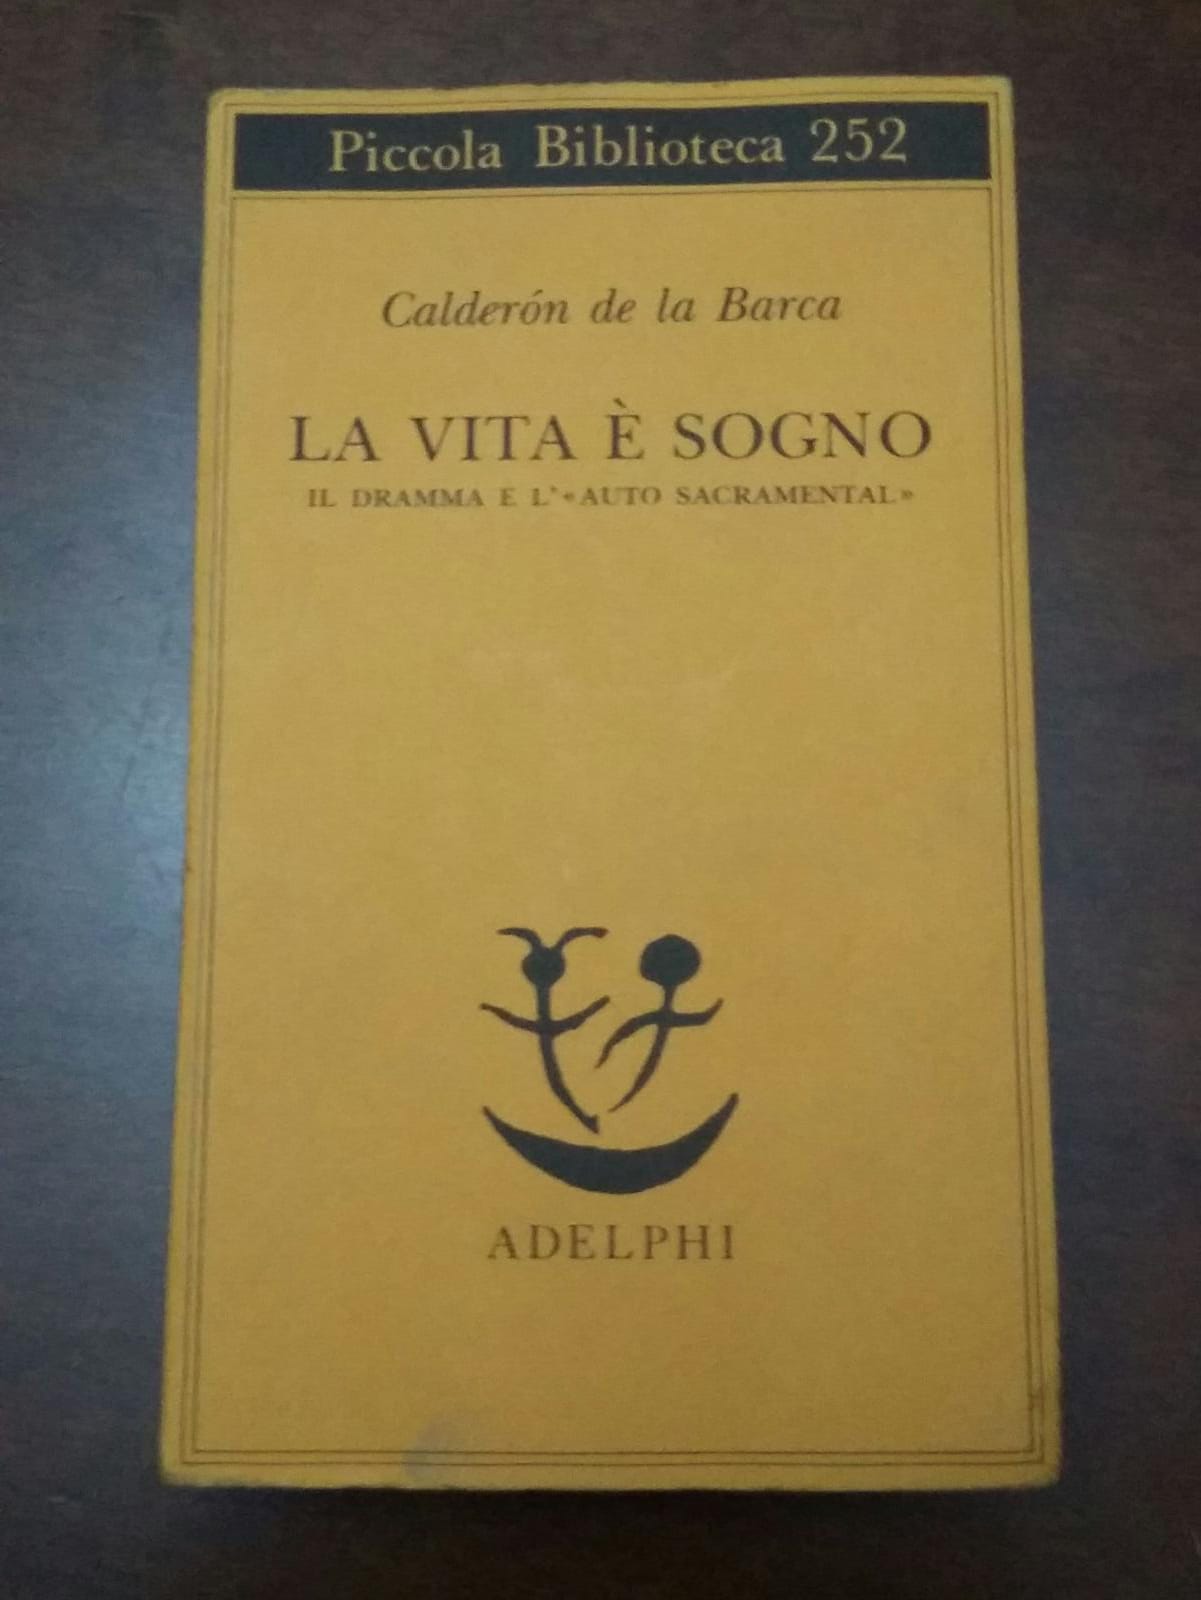 Piccola Biblioteca 252
Calderón de la Barca
LA VITA È SOGNO
IL DRAMMA E L'«AUTO SACRAMENTAL»
ADELPHI